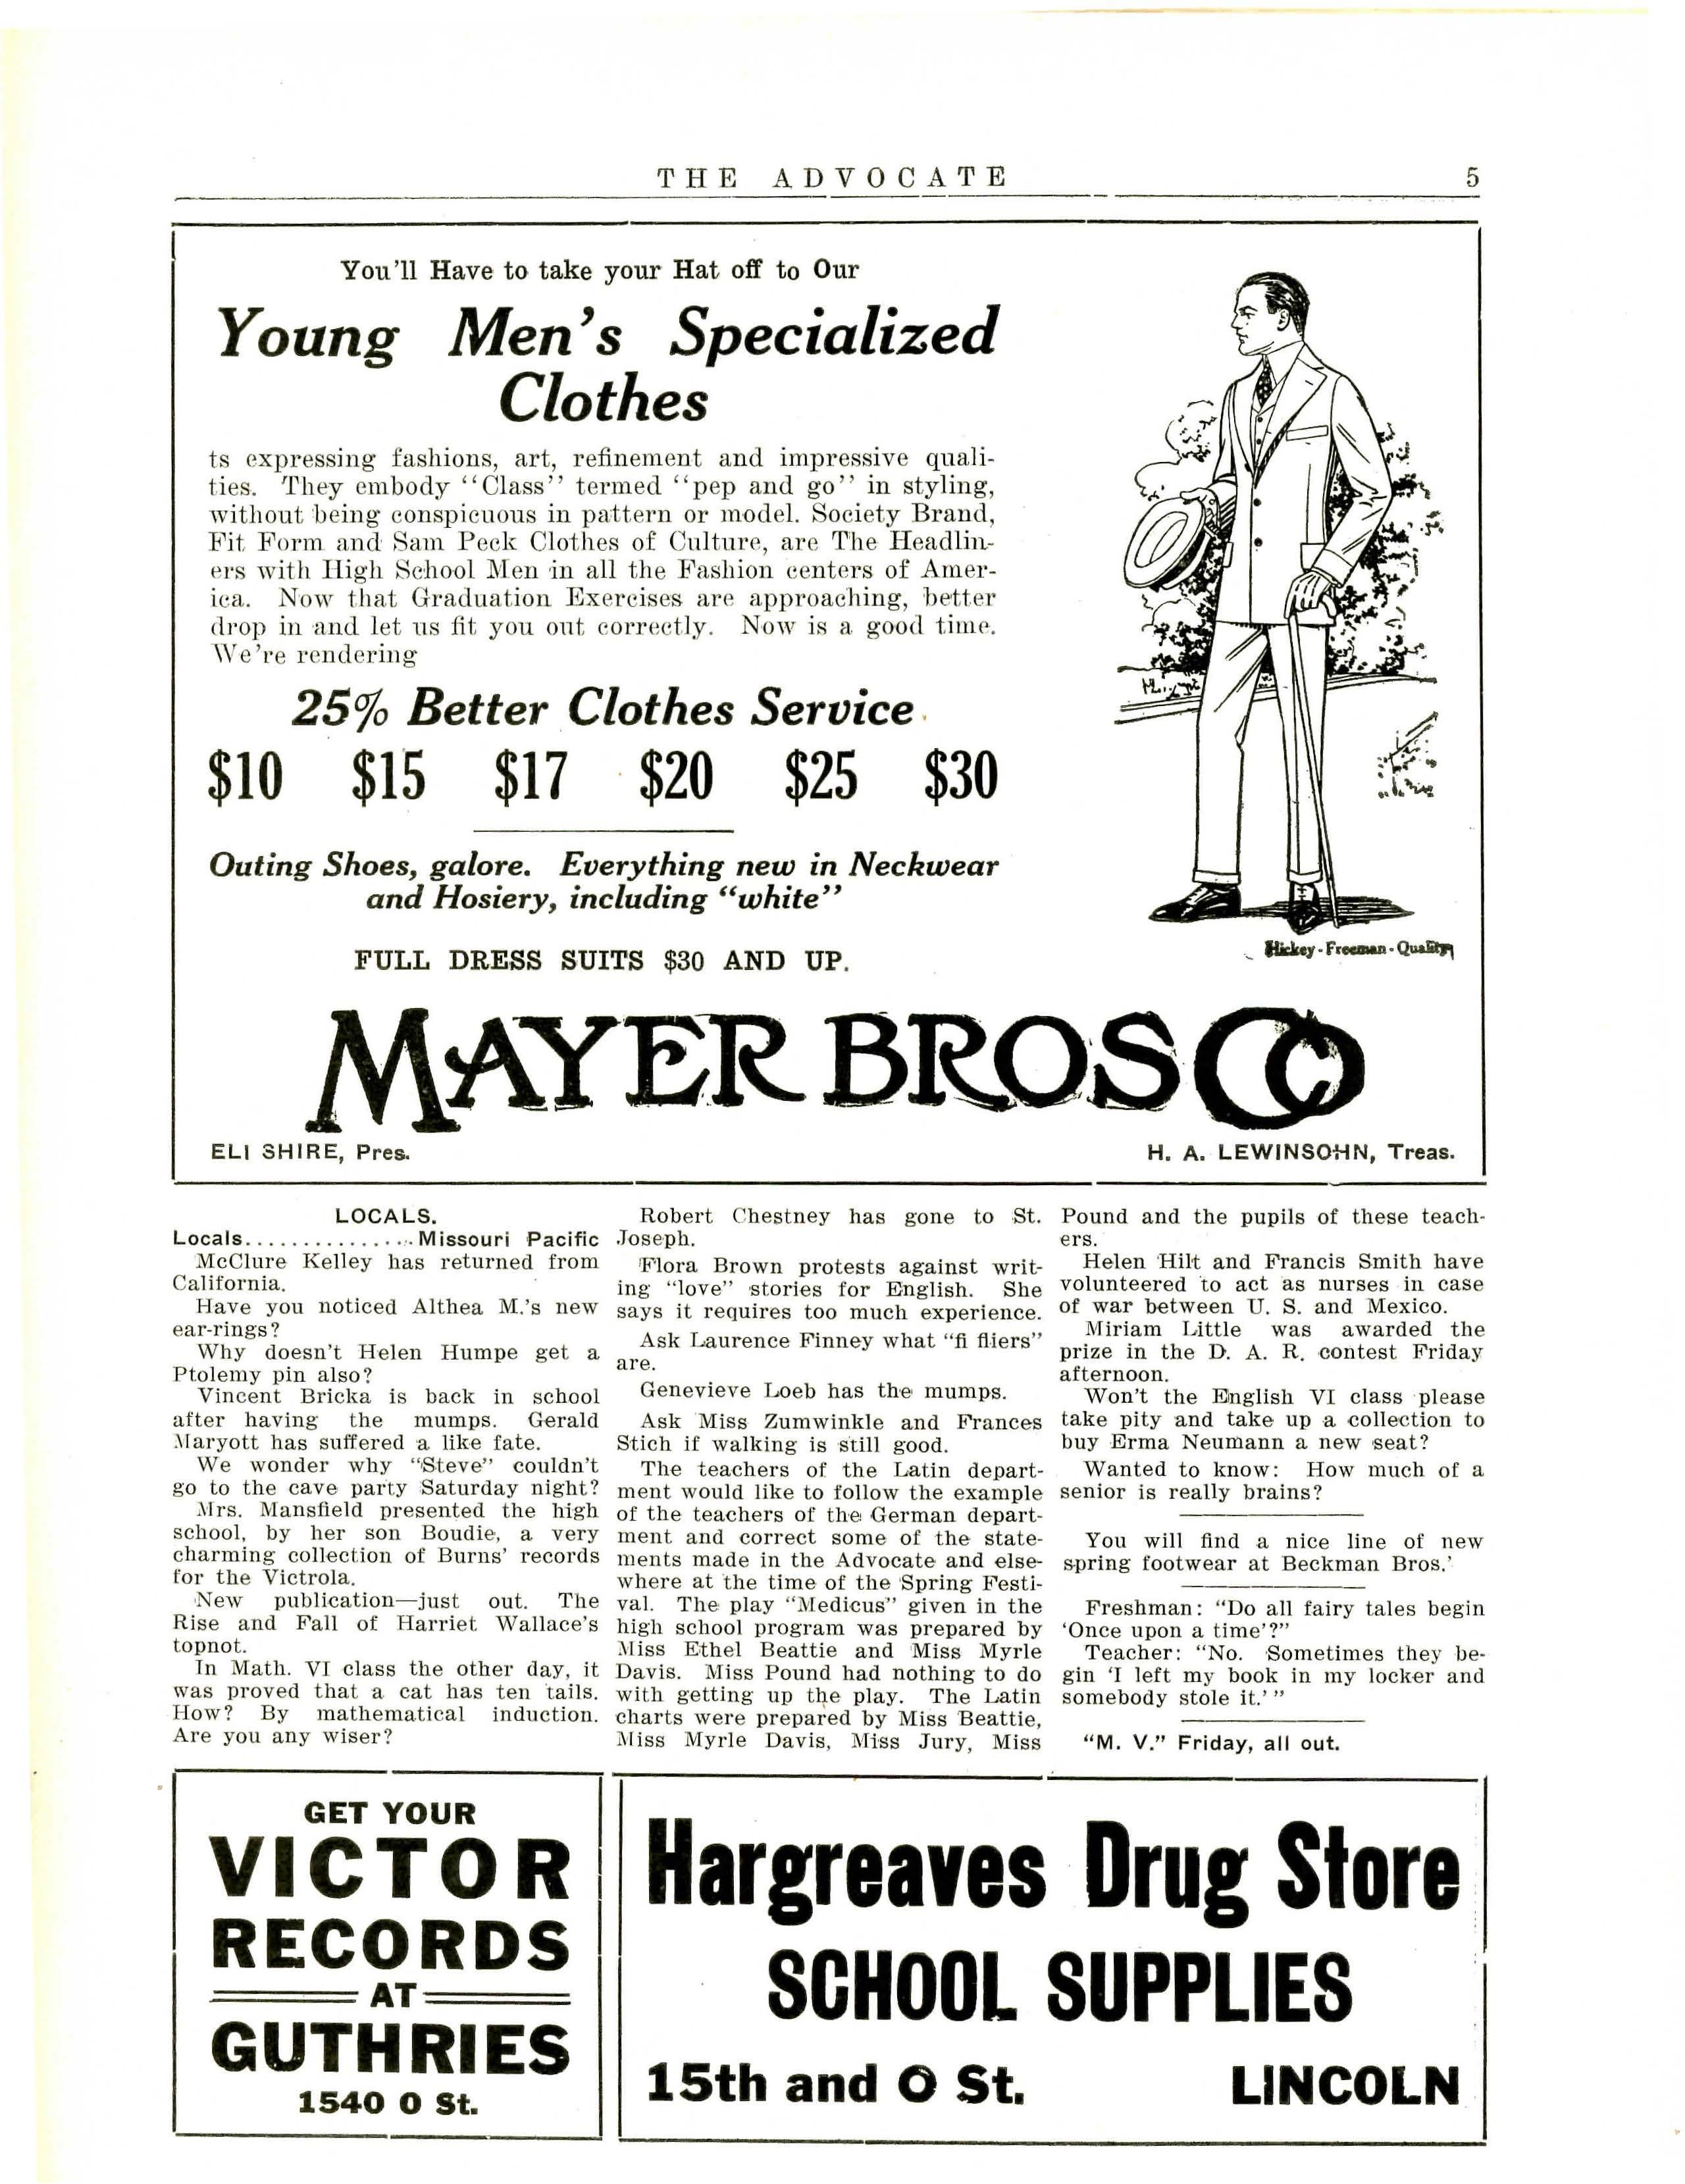 THE ADVOCATE 5
You'll Have to take your Hat off to Our
Young Men's Specialized
Clothes
ts expressing fashions, art, refinement and impressive quali-
ties. They embody "Class" termed "pep and go" in styling,
without being conspicuous in pattern or model. Society Brand,
Fit Form and Sam Peck Clothes of Culture, are The Headlin-
ers with High School Men in all the Fashion centers of Amer-
ica. Now that Graduation Exercises are approaching, better
drop in and let us fit you out correctly. Now is a good time.
We're rendering
25% Better Clothes Service
$10 $15 $17 $20 $25 $30
Outing Shoes, galore. Everything new in Neckwear
and Hosiery, including "white"
FULL DRESS SUITS $30 AND UP.
Hickey-Freeman-Quality
MAYER BROS CO
ELI SHIRE, Pres. H. A. LEWINSOHN, Treas.
LOCALS.
Locals................Missouri Pacific
McClure Kelley has returned from
California.
Have you noticed Althea M.'s new
ear-rings?
Why doesn't Helen Humpe get a
Ptolemy pin also?
Vincent Bricka is back in school
after having the mumps. Gerald
Maryott has suffered a like fate.
We wonder why "Steve" couldn't
go to the cave party Saturday night?
Mrs. Mansfield presented the high
school, by her son Boudie, a very
charming collection of Burns' records
for the Victrola.
New publication—just out. The
Rise and Fall of Harriet Wallace's
topnot.
In Math. VI class the other day, it
was proved that a cat has ten tails.
How? By mathematical induction.
Are you any wiser?
Robert Chestney has gone to St.
Joseph.
Flora Brown protests against writ-
ing "love" stories for English. She
says it requires too much experience.
Ask Laurence Finney what "fi fliers"
are.
Genevieve Loeb has the mumps.
Ask Miss Zumwinkle and Frances
Stich if walking is still good.
The teachers of the Latin depart-
ment would like to follow the example
of the teachers of the German depart-
ment and correct some of the state-
ments made in the Advocate and else-
where at the time of the Spring Festi-
val. The play "Medicus" given in the
high school program was prepared by
Miss Ethel Beattie and Miss Myrle
Davis. Miss Pound had nothing to do
with getting up the play. The Latin
charts were prepared by Miss Beattie,
Miss Myrle Davis, Miss Jury, Miss
Pound and the pupils of these teach-
ers.
Helen Hilt and Francis Smith have
volunteered to act as nurses in case
of war between U. S. and Mexico.
Miriam Little was awarded the
prize in the D. A. R. contest Friday
afternoon.
Won't the English VI class please
take pity and take up a collection to
buy Erma Neumann a new seat?
Wanted to know: How much of a
senior is really brains?
You will find a nice line of new
spring footwear at Beckman Bros.'
Freshman: "Do all fairy tales begin
'Once upon a time'?"
Teacher: "No. Sometimes they be-
gin 'I left my book in my locker and
somebody stole it.'"
"M. V." Friday, all out.
GET YOUR
VICTOR
RECORDS
AT
GUTHRIES
1540 O St.
Hargreaves Drug Store
SCHOOL SUPPLIES
15th and O St. LINCOLN